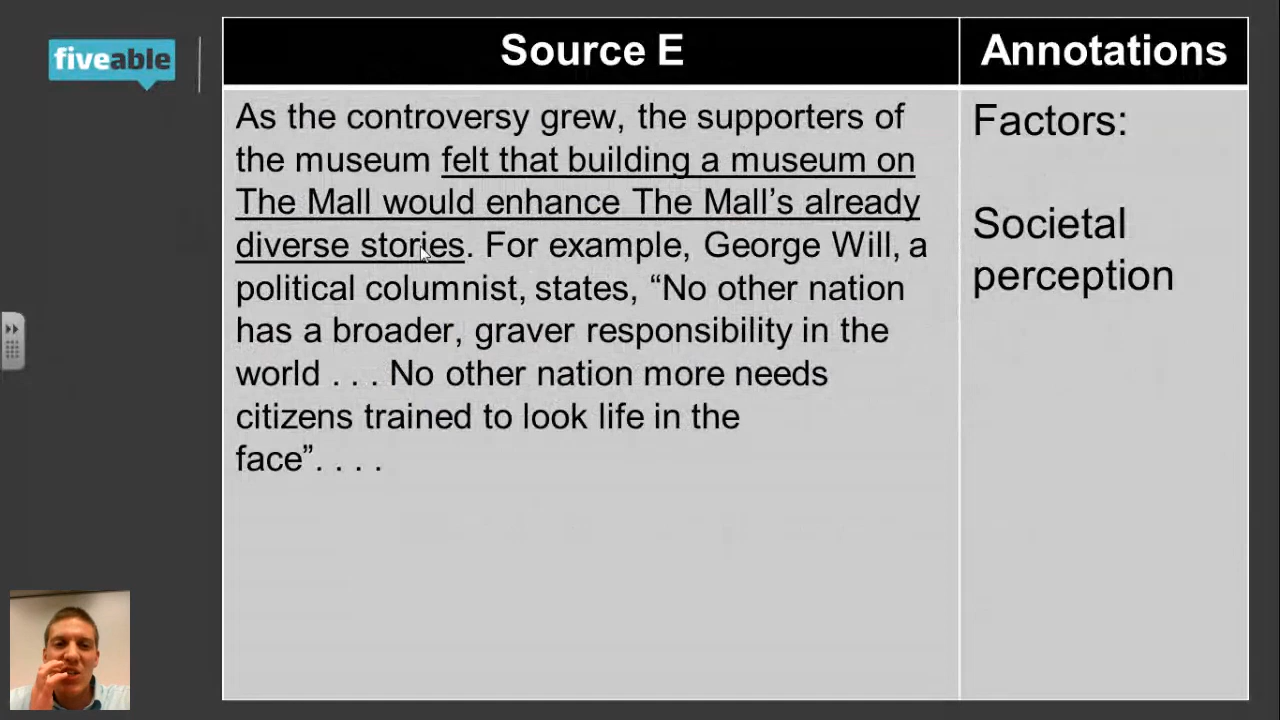 fiveable
Source E
Annotations
As the controversy grew, the supporters of
the museum felt that building a museum on
The Mall would enhance The Mall’s already
diverse stories. For example, George Will, a
political columnist, states, “No other nation
has a broader, graver responsibility in the
world . . . No other nation more needs
citizens trained to look life in the
face”. . . .
Factors:
Societal
perception